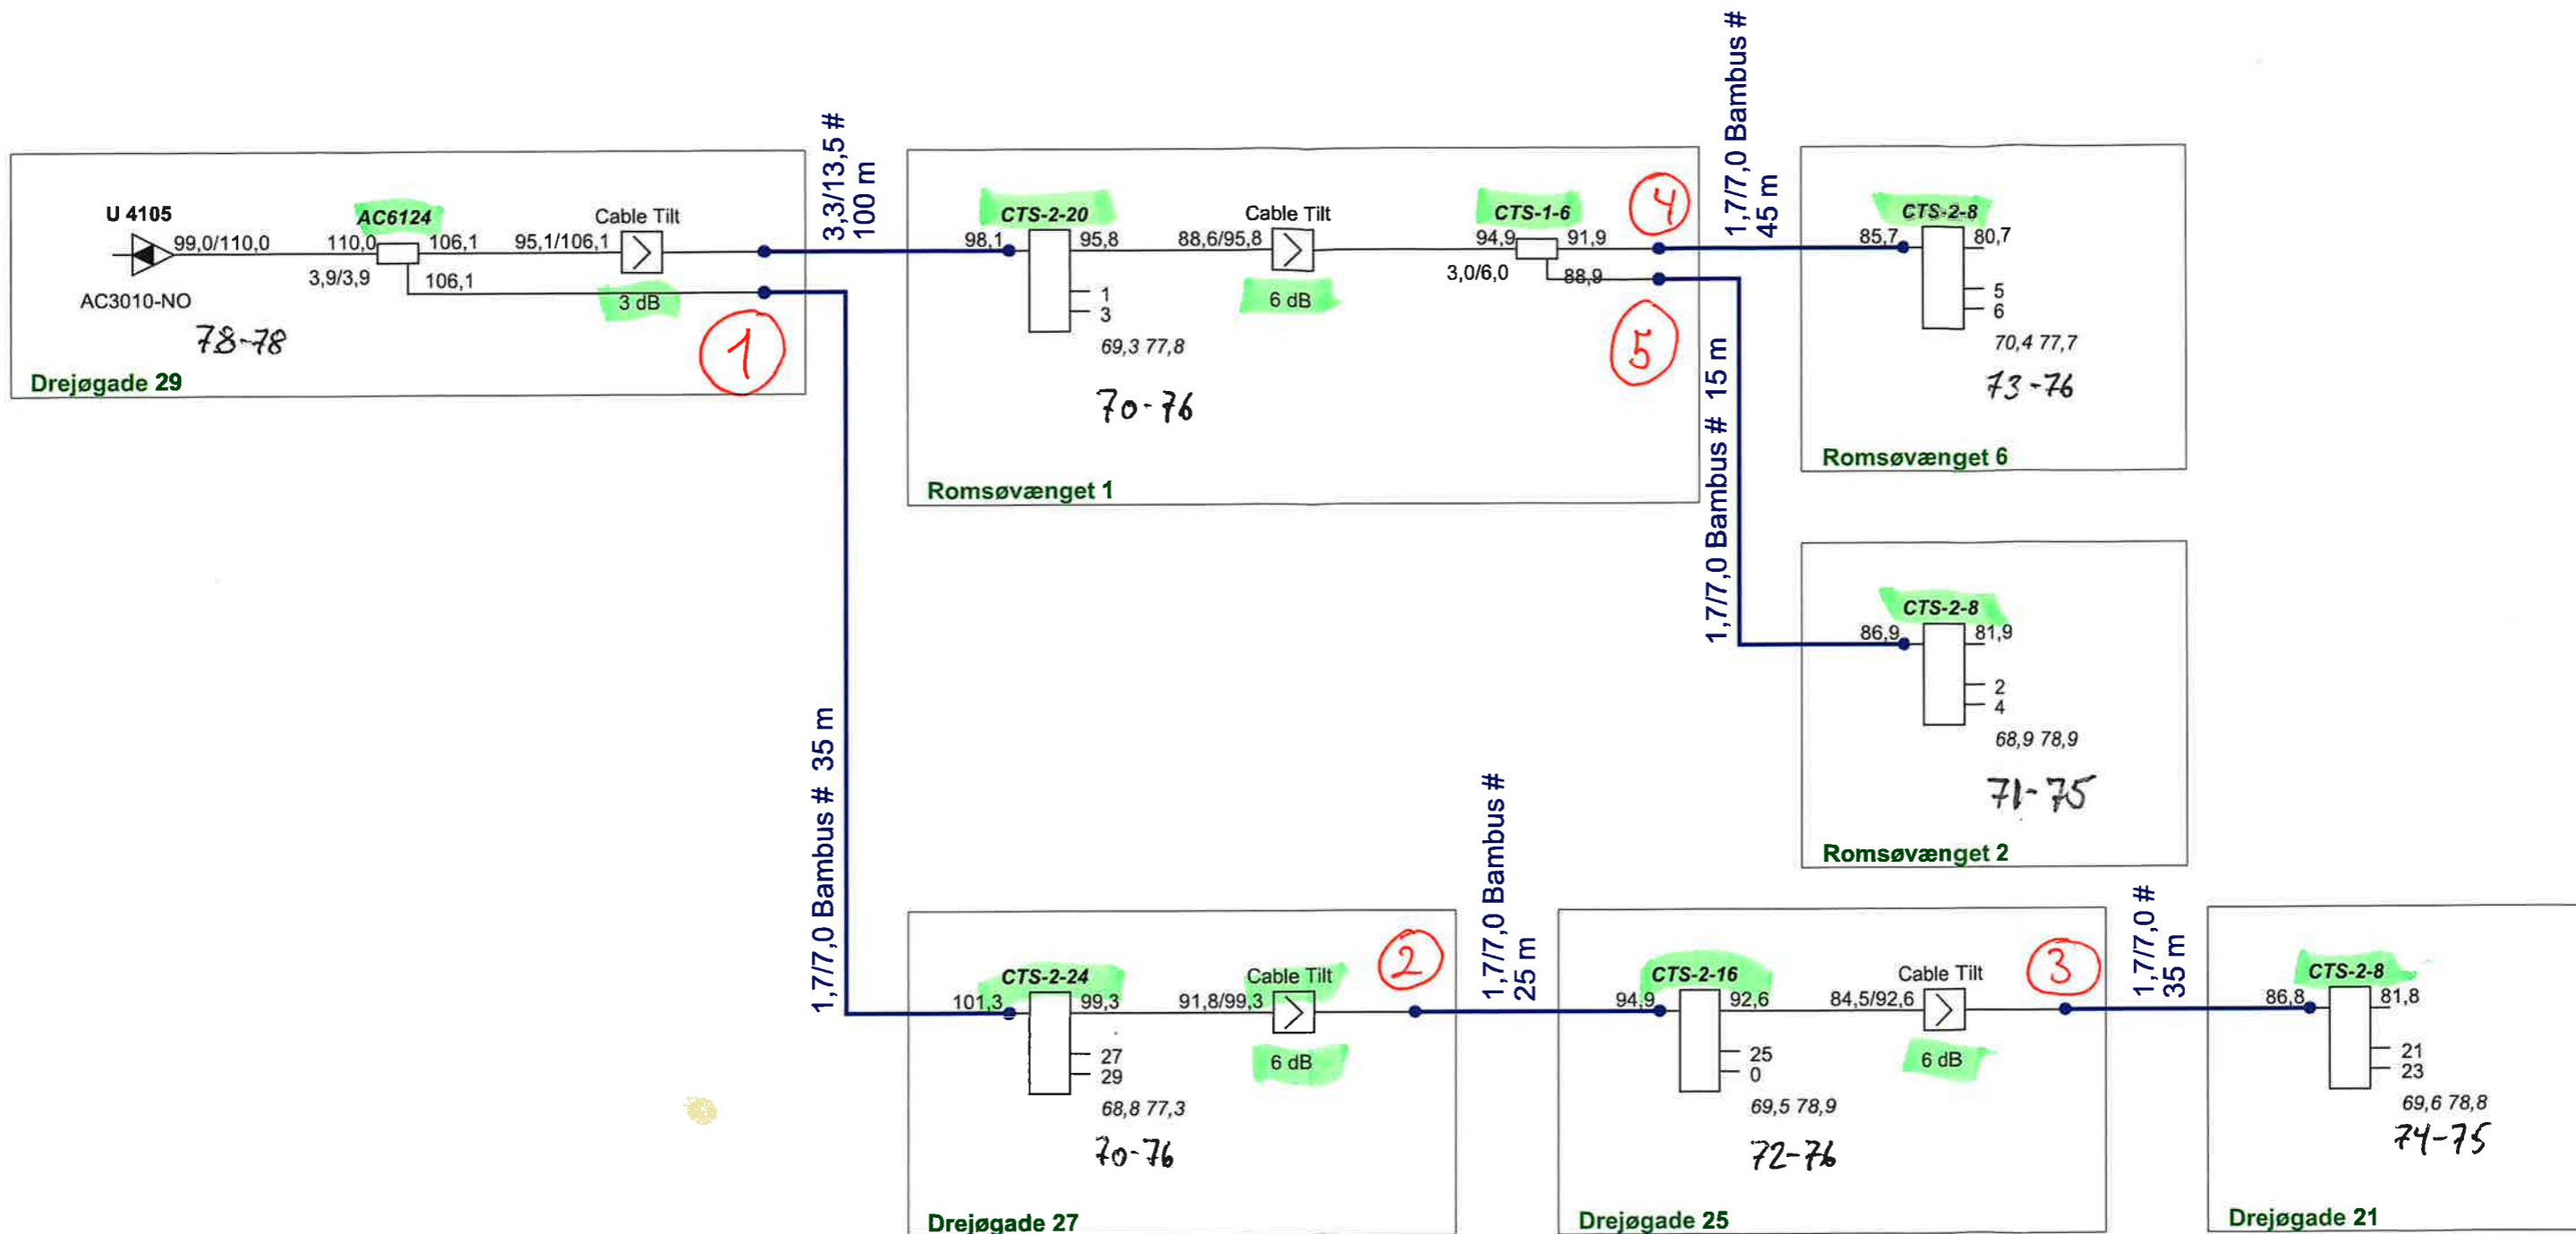 U 4105
99,0/110,0
AC3010-NO
78-78
AC6124
110,0
106,1
3,9/3,9
106,1
95,1/106,1
Cable Tilt
3 dB
1
Drejøgade 29
3,3/13,5 #
100 m
CTS-2-20
98,1
95,8
1
3
69,3 77,8
70-76
88,6/95,8
Cable Tilt
6 dB
CTS-1-6
94,9
91,9
3,0/6,0
88,9
4
5
Romsøvænget 1
1,7/7,0 Bambus #
45 m
CTS-2-8
85,7
80,7
5
6
70,4 77,7
73-76
Romsøvænget 6
1,7/7,0 Bambus # 15 m
CTS-2-8
86,9
81,9
2
4
68,9 78,9
71-75
Romsøvænget 2
1,7/7,0 Bambus # 35 m
CTS-2-24
101,3
99,3
27
29
68,8 77,3
70-76
91,8/99,3
Cable Tilt
6 dB
2
Drejøgade 27
1,7/7,0 Bambus #
25 m
CTS-2-16
94,9
92,6
25
0
69,5 78,9
72-76
84,5/92,6
Cable Tilt
6 dB
3
Drejøgade 25
1,7/7,0 #
35 m
CTS-2-8
86,8
81,8
21
23
69,6 78,8
74-75
Drejøgade 21